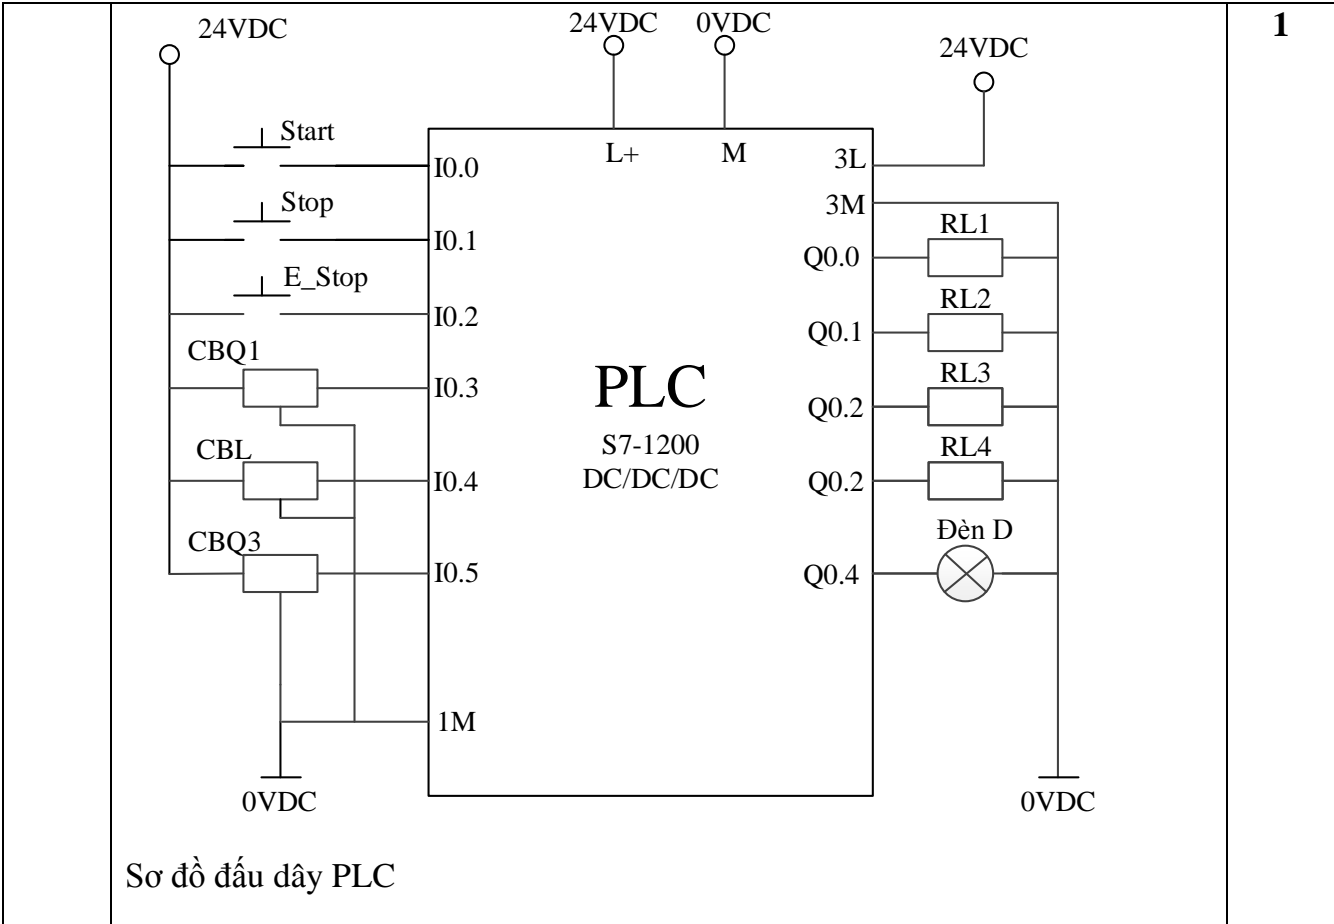 24VDC
24VDC
0VDC
24VDC
1
Start
L+
M
3L
I0.0
Stop
3M
I0.1
RL1
Q0.0
E_Stop
I0.2
RL2
Q0.1
CBQ1
I0.3
PLC
RL3
Q0.2
S7-1200
DC/DC/DC
CBL
I0.4
RL4
Q0.2
CBQ3
I0.5
Đèn D
Q0.4
1M
0VDC
0VDC
Sơ đồ đấu dây PLC